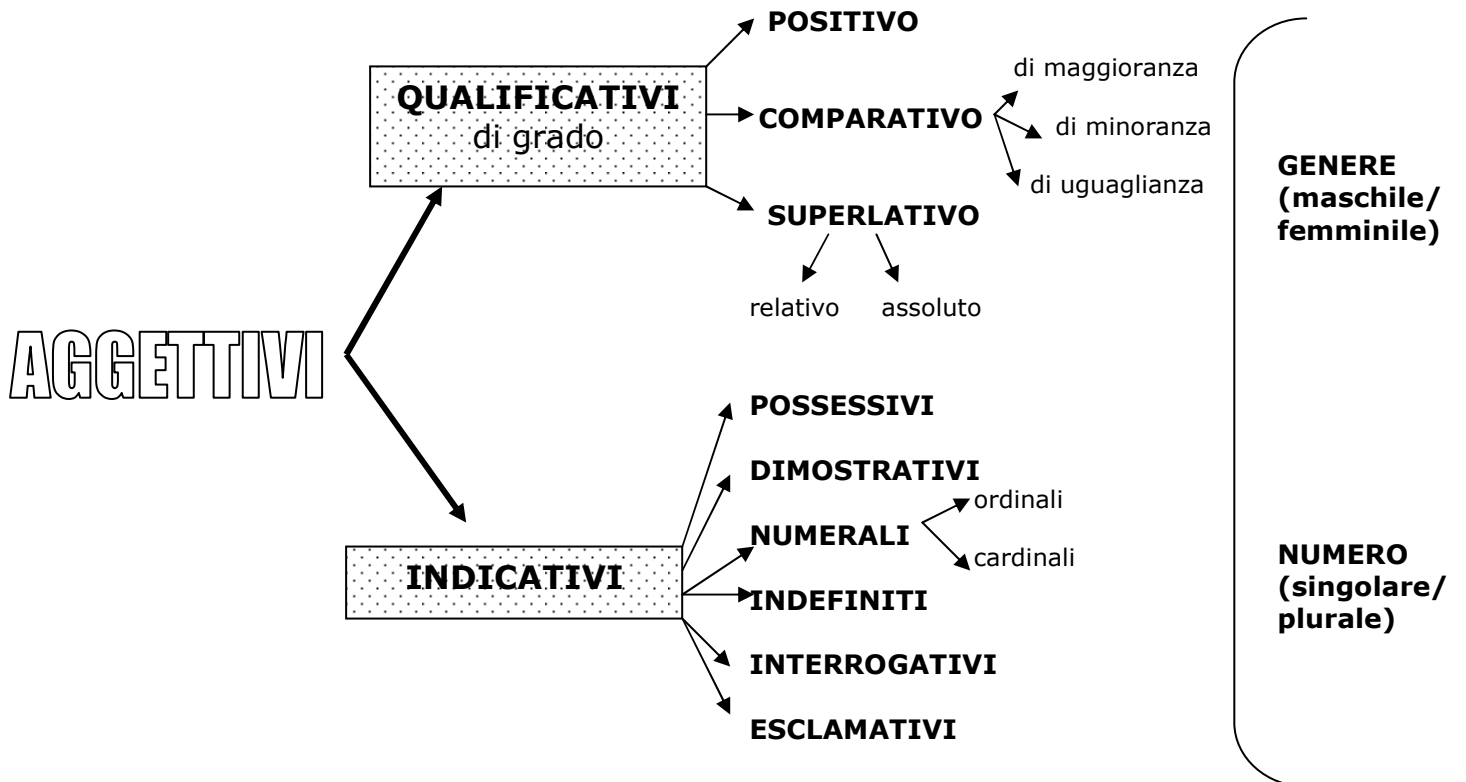 AGGETTIVI
QUALIFICATIVI
di grado
POSITIVO
COMPARATIVO
di maggioranza
di minoranza
di uguaglianza
SUPERLATIVO
relativo
assoluto
INDICATIVI
POSSESSIVI
DIMOSTRATIVI
NUMERALI
ordinali
cardinali
INDEFINITI
INTERROGATIVI
ESCLAMATIVI
GENERE
(maschile/
femminile)
NUMERO
(singolare/
plurale)